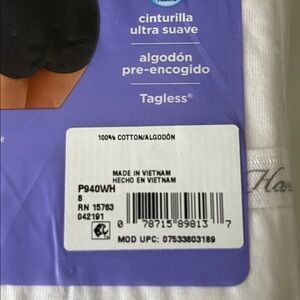 cinturilla
ultra suave
algodón
pre-encogido
Tagless®
100% COTTON/ALGODÓN
MADE IN VIETNAM
HECHO EN VIETNAM
P940WH
8
RN 15763
042191
0 78715 89813 7
MOD UPC: 07533803189